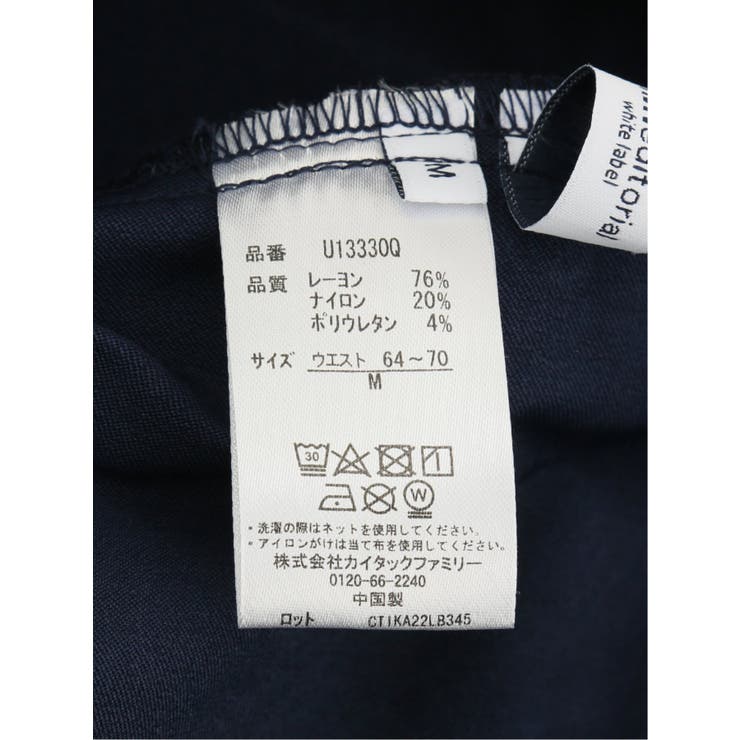 M
white label
品番 U13330Q
品質 レーヨン 76%
ナイロン 20%
ポリウレタン 4%
サイズ ウエスト 64～70
M
30
W
＊洗濯の際はネットを使用してください。
＊アイロンがけは当て布を使用してください。
株式会社カイタックファミリー
0120-66-2240
中国製
ロット CTIKA22LB345